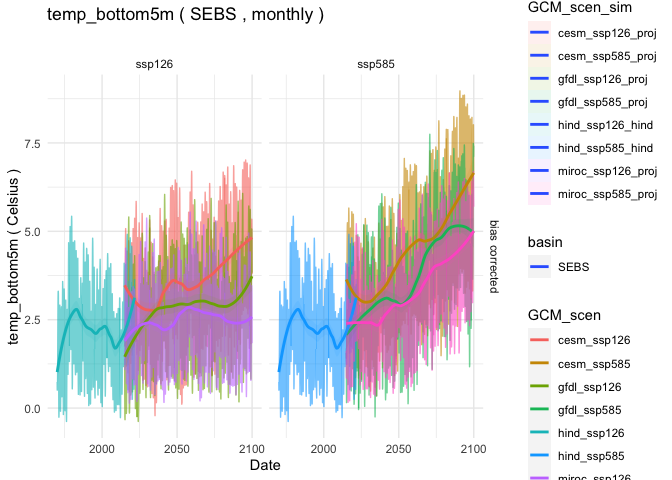 temp_bottom5m ( SEBS , monthly )
ssp126
ssp585
7.5
5.0
2.5
0.0
temp_bottom5m ( Celsius )
2000
2050
2100
2000
2050
2100
Date
bias corrected
GCM_scen_sim
cesm_ssp126_proj
cesm_ssp585_proj
gfdl_ssp126_proj
gfdl_ssp585_proj
hind_ssp126_hind
hind_ssp585_hind
miroc_ssp126_proj
miroc_ssp585_proj
basin
SEBS
GCM_scen
cesm_ssp126
cesm_ssp585
gfdl_ssp126
gfdl_ssp585
hind_ssp126
hind_ssp585
miroc_ssp126